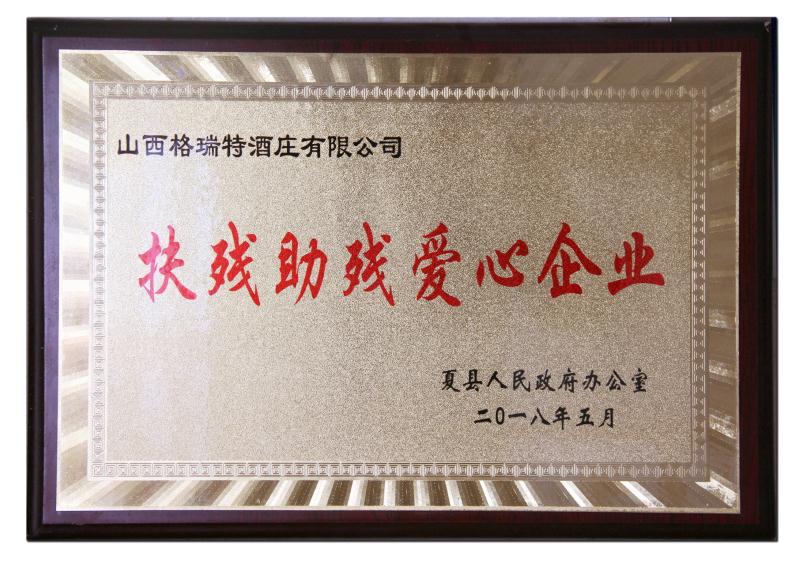 山西格瑞特酒庄有限公司
扶残助残爱心企业
夏县人民政府办公室
二0一八年五月